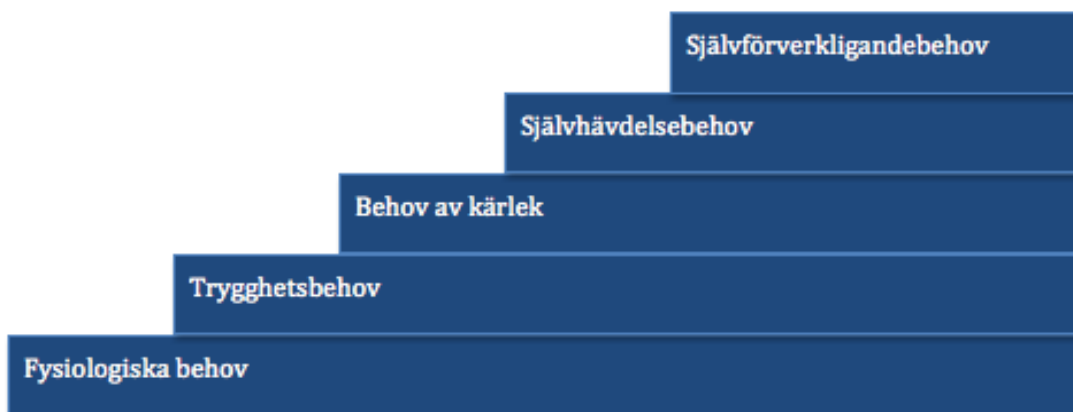 Självförverkligandebehov
Självhävdelsebehov
Behov av kärlek
Trygghetsbehov
Fysiologiska behov